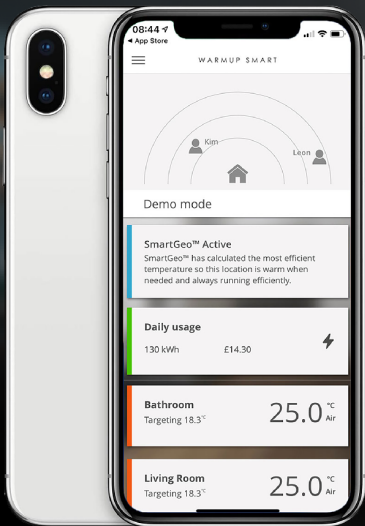 08:44
◀ App Store
WARMUP SMART
Kim
Leon
Demo mode
SmartGeo™ Active
SmartGeo™ has calculated the most efficient
temperature so this location is warm when
needed and always running efficiently.
Daily usage
130 kWh £14.30
Bathroom
Targeting 18.3°C
25.0 °C Air
Living Room
Targeting 18.3°C
25.0 °C Air